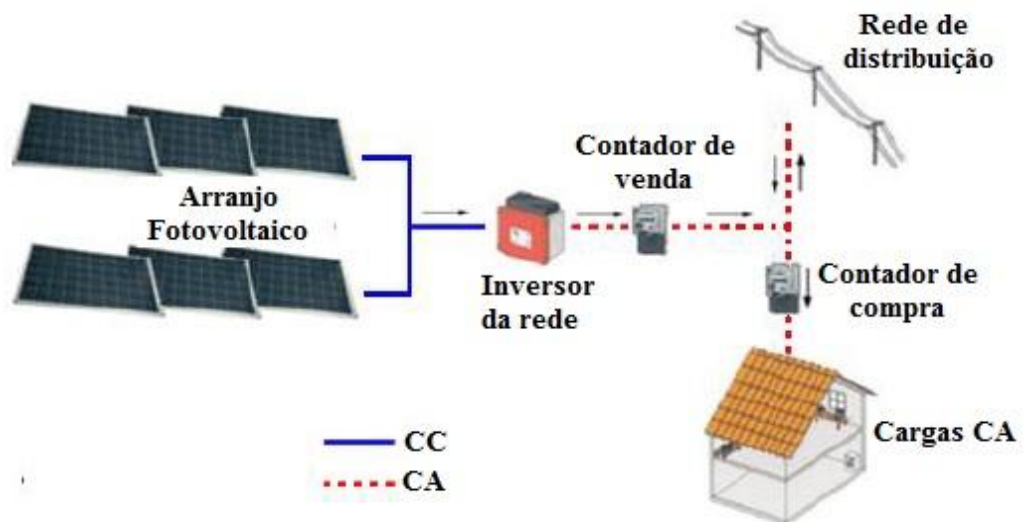 Rede de
distribuição
Contador de
venda
Arranjo
Fotovoltaico
Inversor
da rede
Contador de
compra
Cargas CA
CC
CA